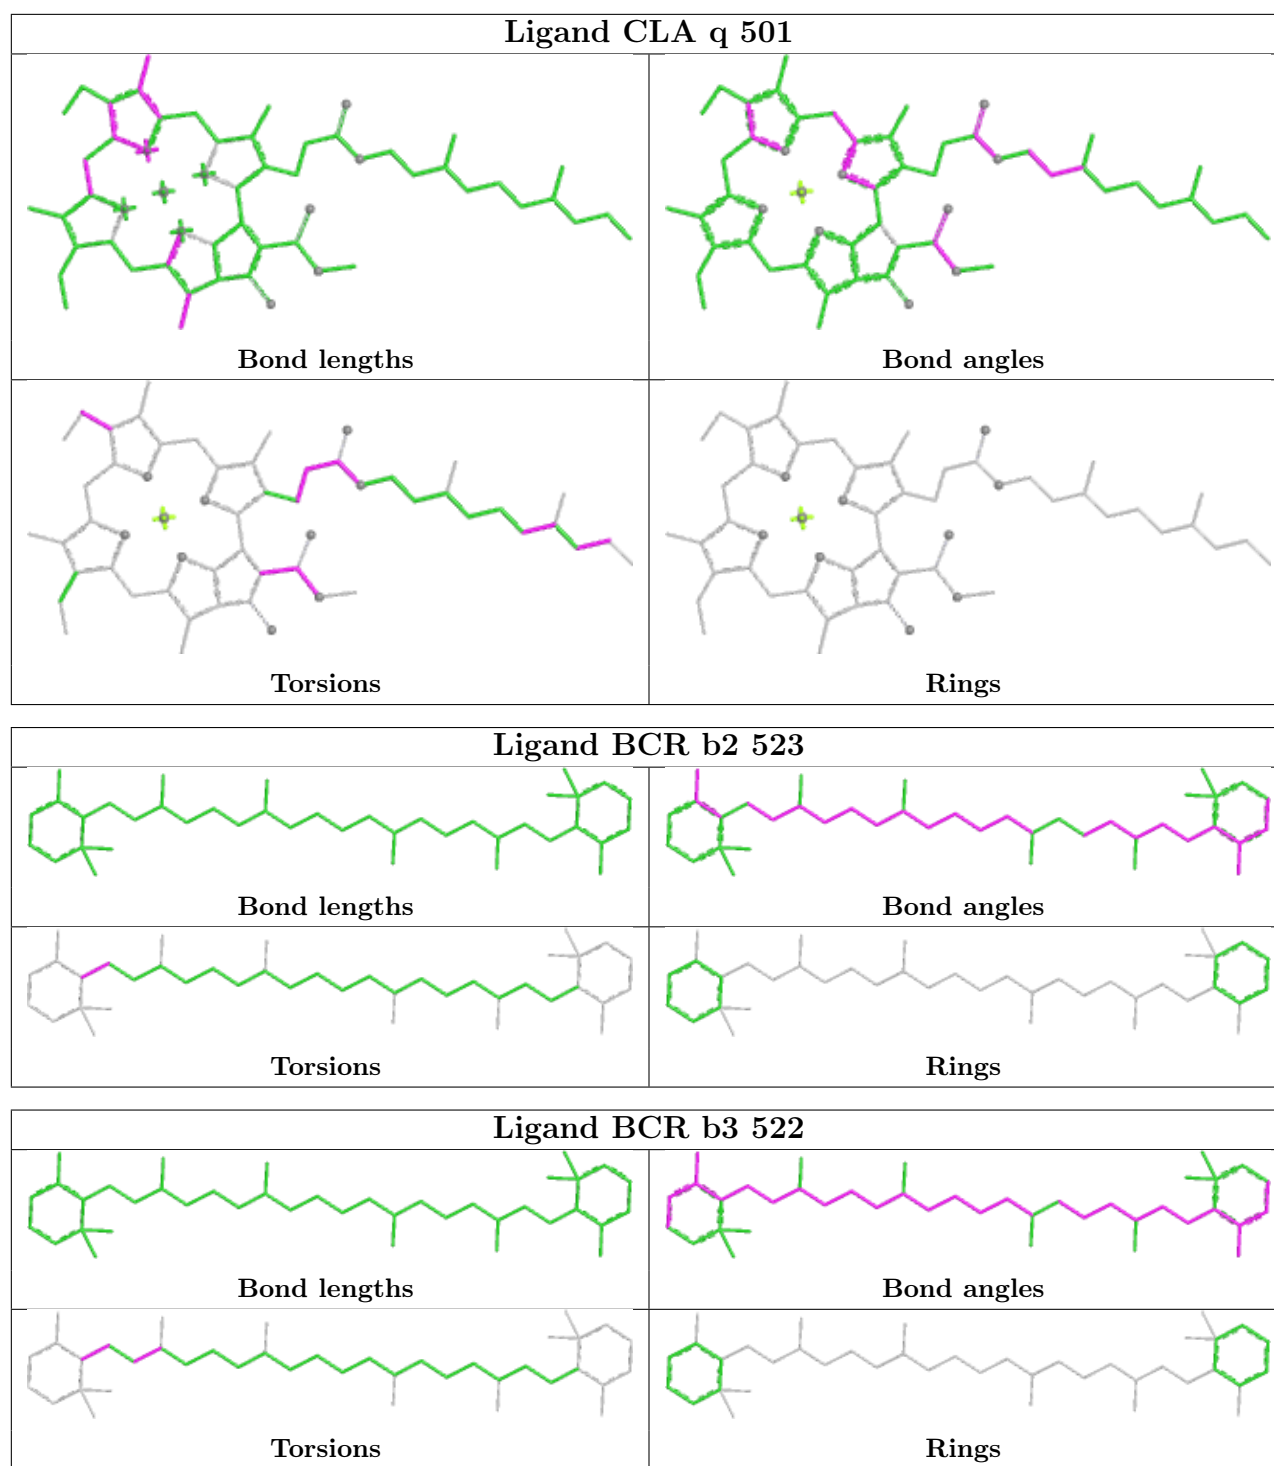 Ligand CLA q 501
Bond lengths
Bond angles
Torsions
Rings
Ligand BCR b2 523
Bond lengths
Bond angles
Torsions
Rings
Ligand BCR b3 522
Bond lengths
Bond angles
Torsions
Rings